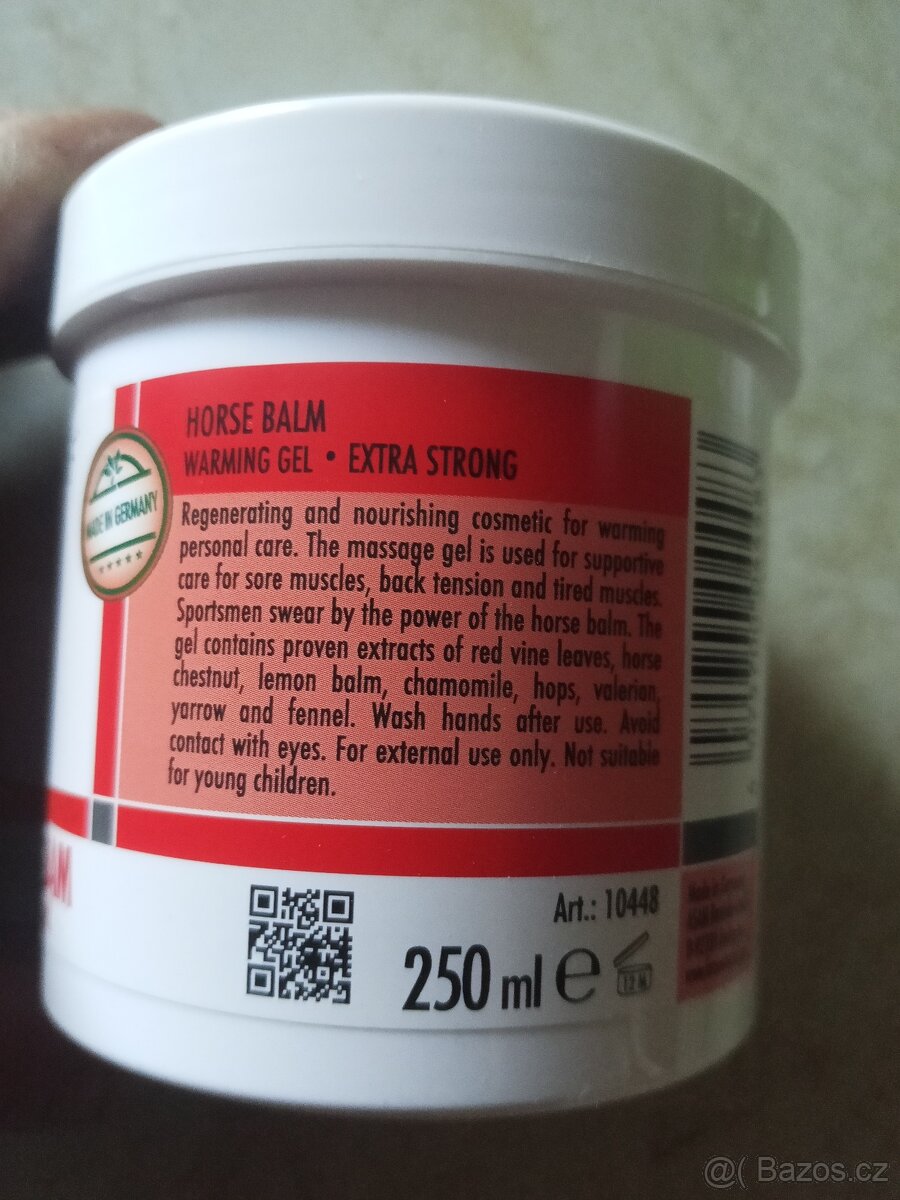 HORSE BALM
WARMING GEL • EXTRA STRONG
MADE IN GERMANY
Regenerating and nourishing cosmetic for warming
personal care. The massage gel is used for supportive
care for sore muscles, back tension and tired muscles.
Sportsmen swear by the power of the horse balm. The
gel contains proven extracts of red vine leaves, horse
chestnut, lemon balm, chamomile, hops, valerian,
yarrow and fennel. Wash hands after use. Avoid
contact with eyes. For external use only. Not suitable
for young children.
Art.: 10448
250 ml e
12 M
Made in Germany
@( Bazos.cz